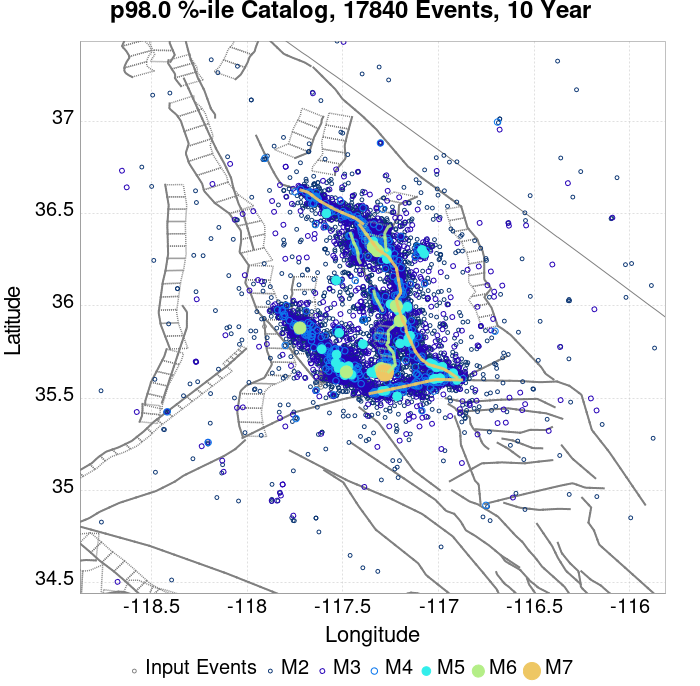 p98.0 %-ile Catalog, 17840 Events, 10 Year
37
36.5
36
35.5
35
34.5
Latitude
-118.5 -118 -117.5 -117 -116.5 -116
Longitude
Input Events M2 M3 M4 M5 M6 M7